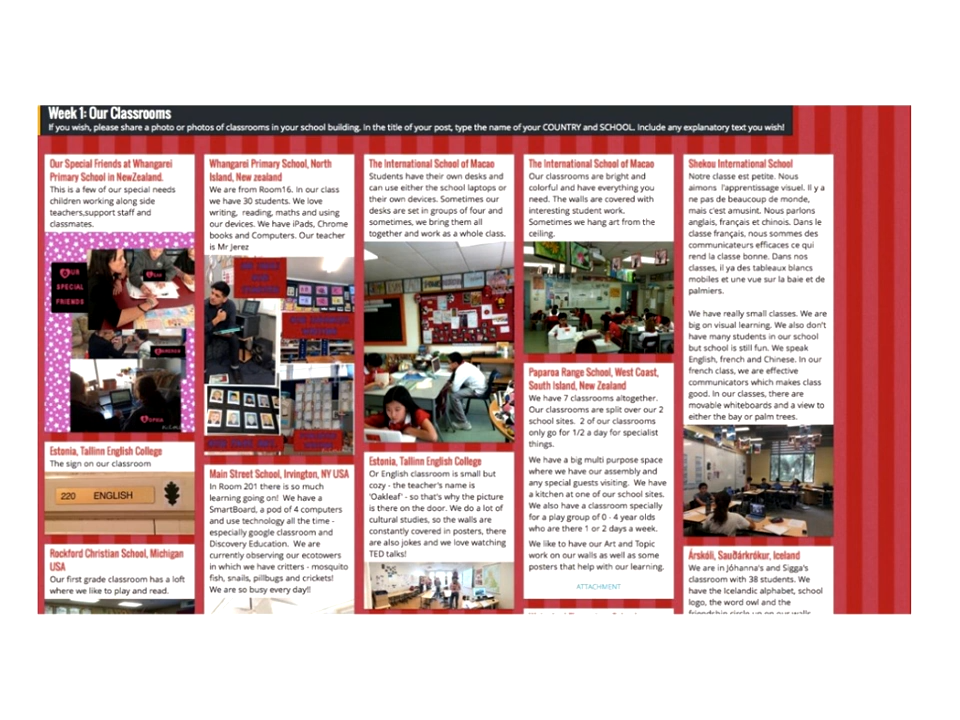 Week 1: Our Classrooms
If you wish, please share a photo or photos of classrooms in your school building. In the title of your post, type the name of your COUNTRY and SCHOOL. Include any explanatory text you wish!
Our Special Friends at Whangarei
Primary School in NewZealand.
This is a few of our special needs
children working along side
teachers,support staff and
classmates.
OUR
SPECIAL
FRIENDS
Estonia, Tallinn English College
The sign on our classroom
220 ENGLISH
Rockford Christian School, Michigan
USA
Our first grade classroom has a loft
where we like to play and read.
Whangarei Primary School, North
Island, New zealand
We are from Room16. In our class
we have 30 students. We love
writing, reading, maths and using
our devices. We have iPads, Chrome
books and Computers. Our teacher
is Mr Jerez
Main Street School, Irvington, NY USA
In Room 201 there is so much
learning going on! We have a
SmartBoard, a pod of 4 computers
and use technology all the time -
especially google classroom and
Discovery Education. We are
currently observing our ecotowers
in which we have critters - mosquito
fish, snails, pillbugs and crickets!
We are so busy every day!!
The International School of Macao
Students have their own desks and
can use either the school laptops or
their own devices. Sometimes our
desks are set in groups of four and
sometimes, we bring them all
together and work as a whole class.
Estonia, Tallinn English College
Or English classroom is small but
cozy - the teacher's name is
'Oakleaf' - so that's why the picture
is there on the door. We do a lot of
cultural studies, so the walls are
constantly covered in posters, there
are also jokes and we love watching
TED talks!
The International School of Macao
Our classrooms are bright and
colorful and have everything you
need. The walls are covered with
interesting student work.
Sometimes we hang art from the
ceiling.
Paparoa Range School, West Coast,
South Island, New Zealand
We have 7 classrooms altogether.
Our classrooms are split over our 2
school sites. 2 of our classrooms
only go for 1/2 a day for specialist
things.
We have a big multi purpose space
where we have our assembly and
any special guests visiting. We have
a kitchen at one of our school sites.
We also have a classroom specially
for a play group of 0 - 4 year olds
who are there 1 or 2 days a week.
We like to have our Art and Topic
work on our walls as well as some
posters that help with our learning.
ATTACHMENT
Shekou International School
Notre classe est petite. Nous
aimons l'apprentissage visuel. Il y a
ne pas de beaucoup de monde,
mais c'est amusint. Nous parlons
anglais, français et chinois. Dans le
classe français, nous sommes des
communicateurs efficaces ce qui
rend la classe bonne. Dans nos
classes, il ya des tableaux blancs
mobiles et une vue sur la baie et de
palmiers.
We have really small classes. We are
big on visual learning. We also don't
have many students in our school
but school is still fun. We speak
English, french and Chinese. In our
french class, we are effective
communicators which makes class
good. In our classes, there are
movable whiteboards and a view to
either the bay or palm trees.
Árskóli, Sauðárkrókur, Iceland
We are in Jóhanna's and Sigga's
classroom with 38 students. We
have the Icelandic alphabet, school
logo, the word owl and the